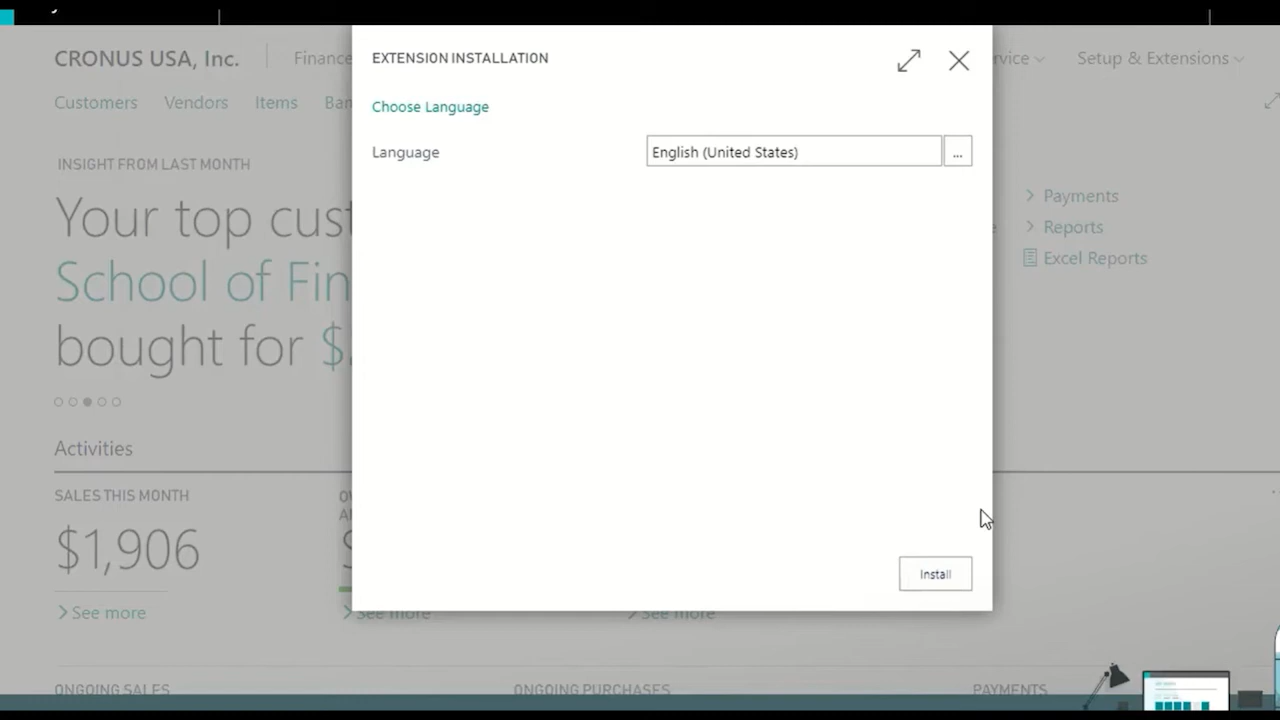 CRONUS USA, Inc.
Finance
Setup & Extensions
Customers Vendors Items
INSIGHT FROM LAST MONTH
Your top
School of
bought for $
Activities
SALES THIS MONTH
$1,906
See more
See more
See more
ONGOING SALES
ONGOING PURCHASES
PAYMENTS
EXTENSION INSTALLATION
Choose Language
Language
English (United States)
...
Install
Payments
Reports
Excel Reports